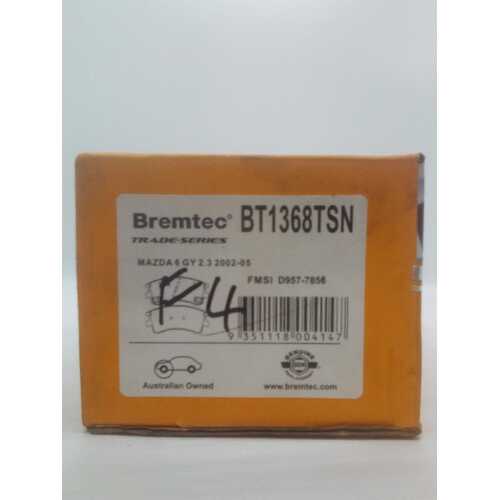 Bremtec® BT1368TSN
TRADE-SERIES
MAZDA 6 GY 2.3 2002-05
FMSI D957-7856
F4
9 351118 004147
GENUINE
Australian Owned
www.bremtec.com